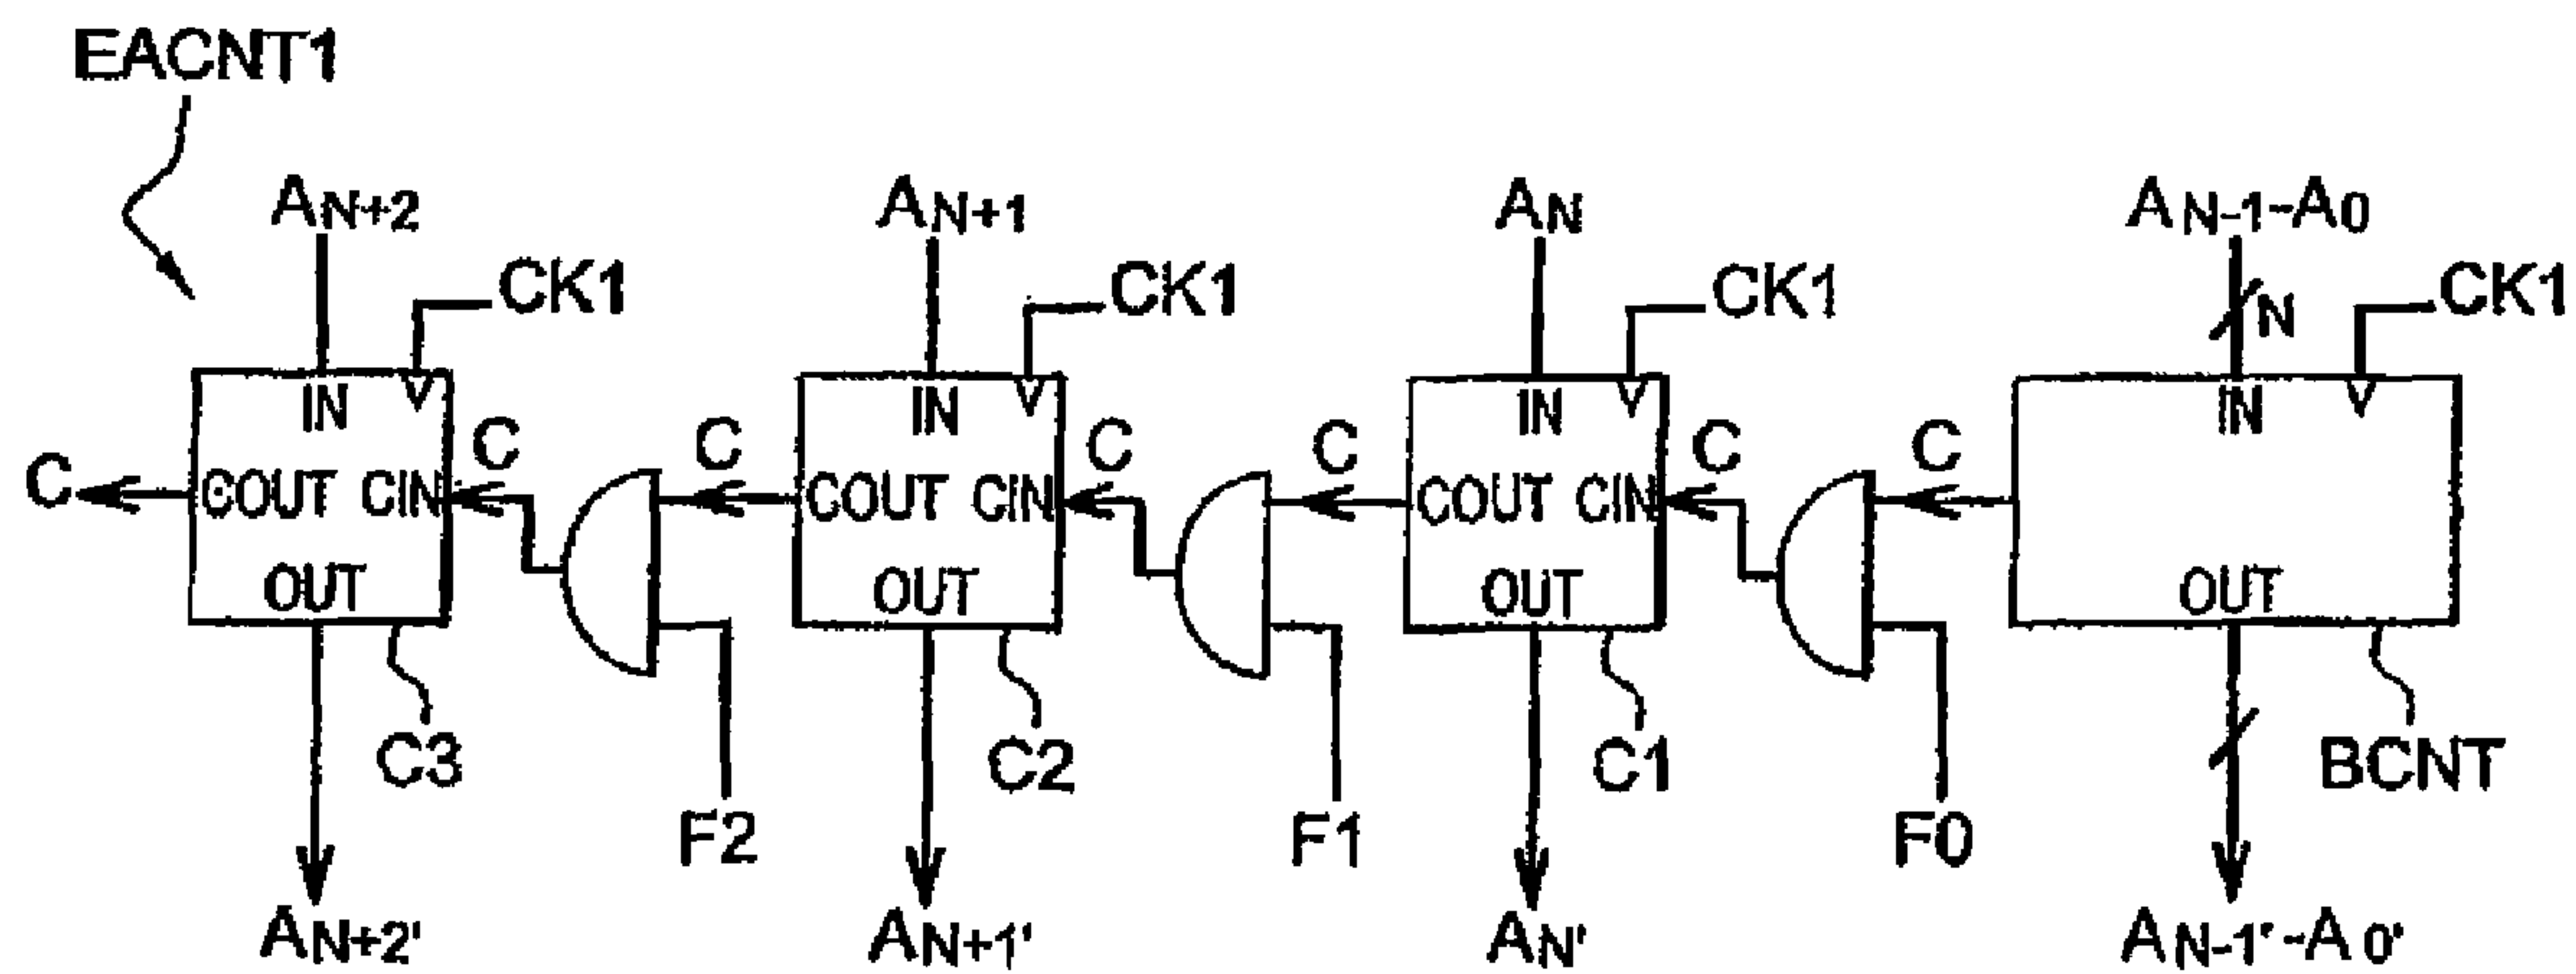 EACNT1
AN+2 AN+1 AN AN-1-A0
CK1 CK1 CK1 N CK1
IN IN IN IN
C COUT CIN C C COUT CIN C C COUT CIN C C
OUT OUT OUT OUT
C3 C2 C1 BCNT
F2 F1 F0
AN+2' AN+1' AN' AN-1'-A0'